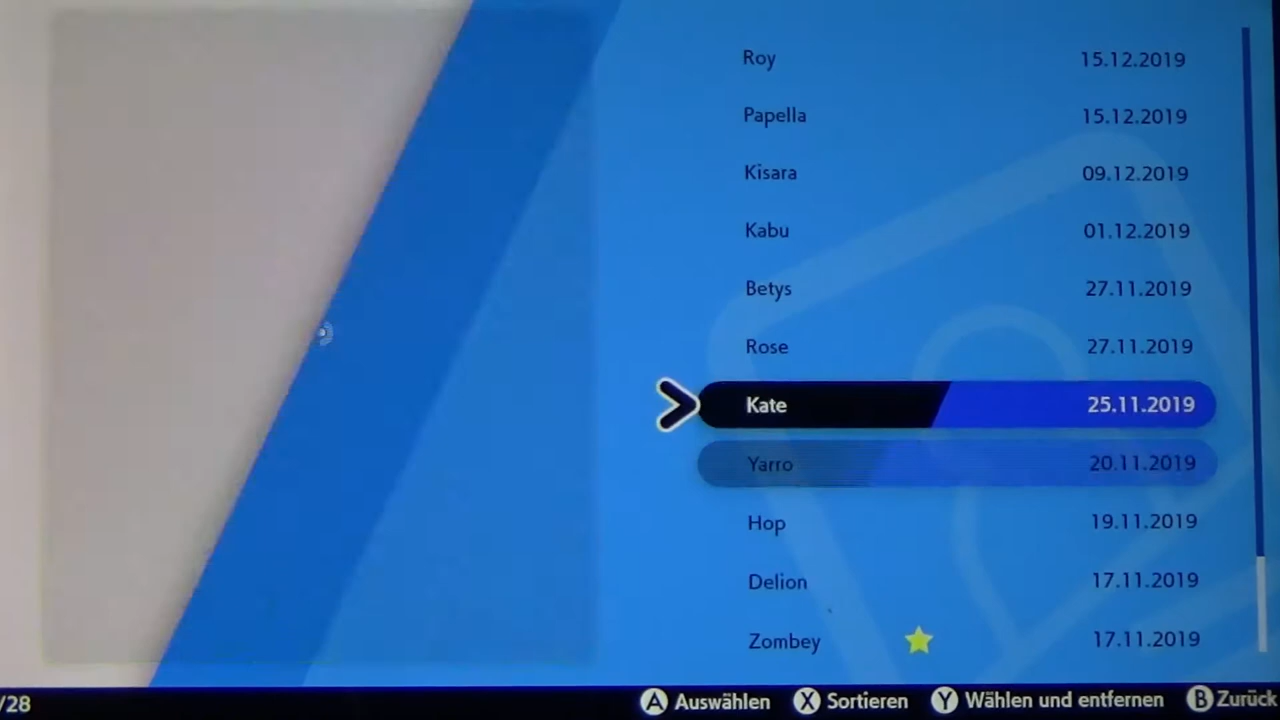 Roy 15.12.2019
Papella 15.12.2019
Kisara 09.12.2019
Kabu 01.12.2019
Betys 27.11.2019
Rose 27.11.2019
Kate 25.11.2019
Yarro 20.11.2019
Hop 19.11.2019
Delion 17.11.2019
Zombey 17.11.2019
/28 A Auswählen X Sortieren Y Wählen und entfernen B Zurück